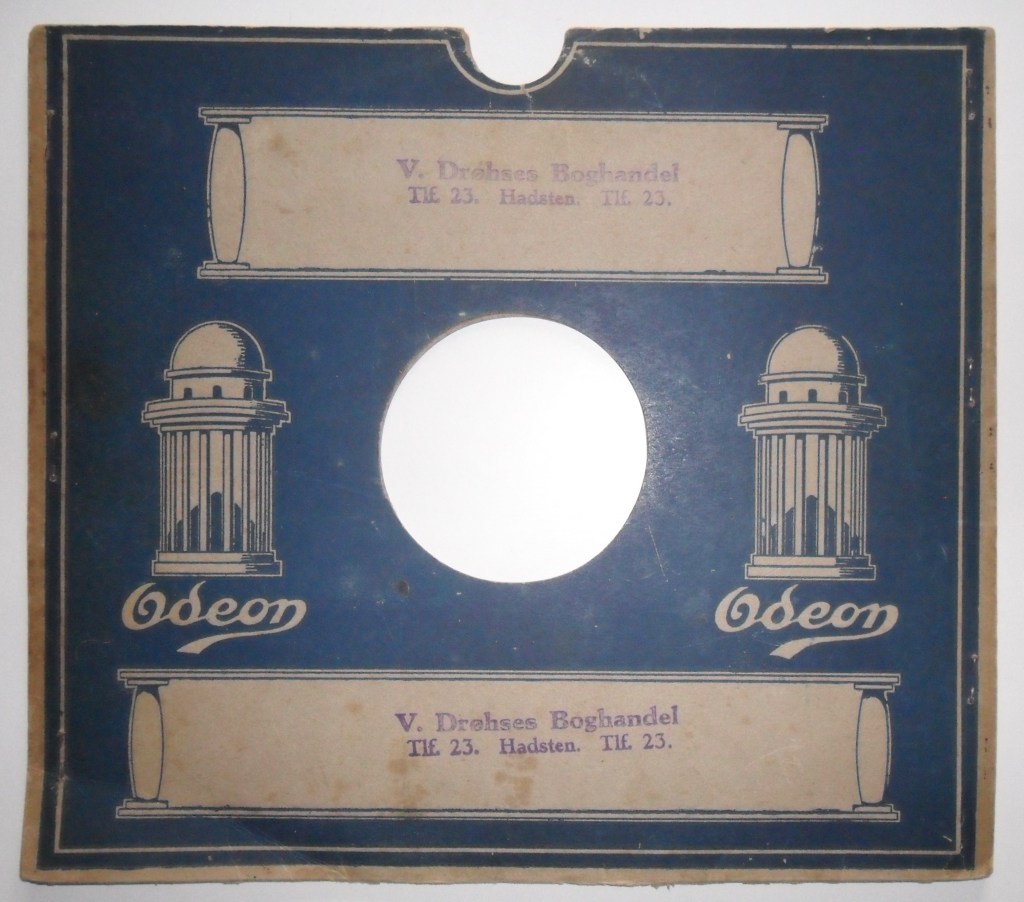 V. Drøhses Boghandel
Tlf. 23. Hadsten. Tlf. 23.
Odeon
Odeon
V. Drøhses Boghandel
Tlf. 23. Hadsten. Tlf. 23.